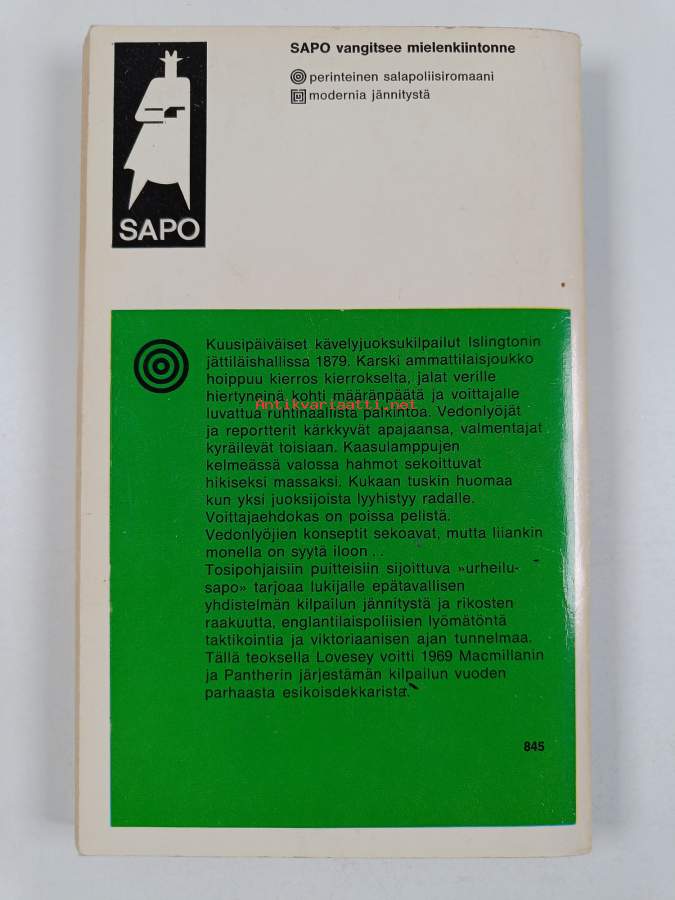 SAPO vangitsee mielenkiintonne
perinteinen salapoliisiromaani
modernia jännitystä
SAPO
Kuusipäiväiset kävelyjuoksukilpailut Islingtonin
jättiläishallissa 1879. Karski ammattilaisjoukko
hoippuu kierros kierrokselta, jalat verille
hiertyneinä kohti määränpäätä ja voittajalle
Antikvariaatti.net
luvattua ruhtinaallista palkintoa. Vedonlyöjät
ja reportterit kärkkyvät apajaansa, valmentajat
kyräilevät toisiaan. Kaasulamppujen
kelmeässä valossa hahmot sekoittuvat
hikiseksi massaksi. Kukaan tuskin huomaa
kun yksi juoksijoista lyyhistyy radalle.
Voittajaehdokas on poissa pelistä.
Vedonlyöjien konseptit sekoavat, mutta liiankin
monella on syytä iloon ..
Tosipohjaisiin puitteisiin sijoittuva »urheilu-
sapo» tarjoaa lukijalle epätavallisen
yhdistelmän kilpailun jännitystä ja rikosten
raakuutta, englantilaispoliisien lyömätöntä
taktikointia ja viktoriaanisen ajan tunnelmaa.
Tällä teoksella Lovesey voitti 1969 Macmillanin
ja Pantherin järjestämän kilpailun vuoden
parhaasta esikoisdekkarista.
845